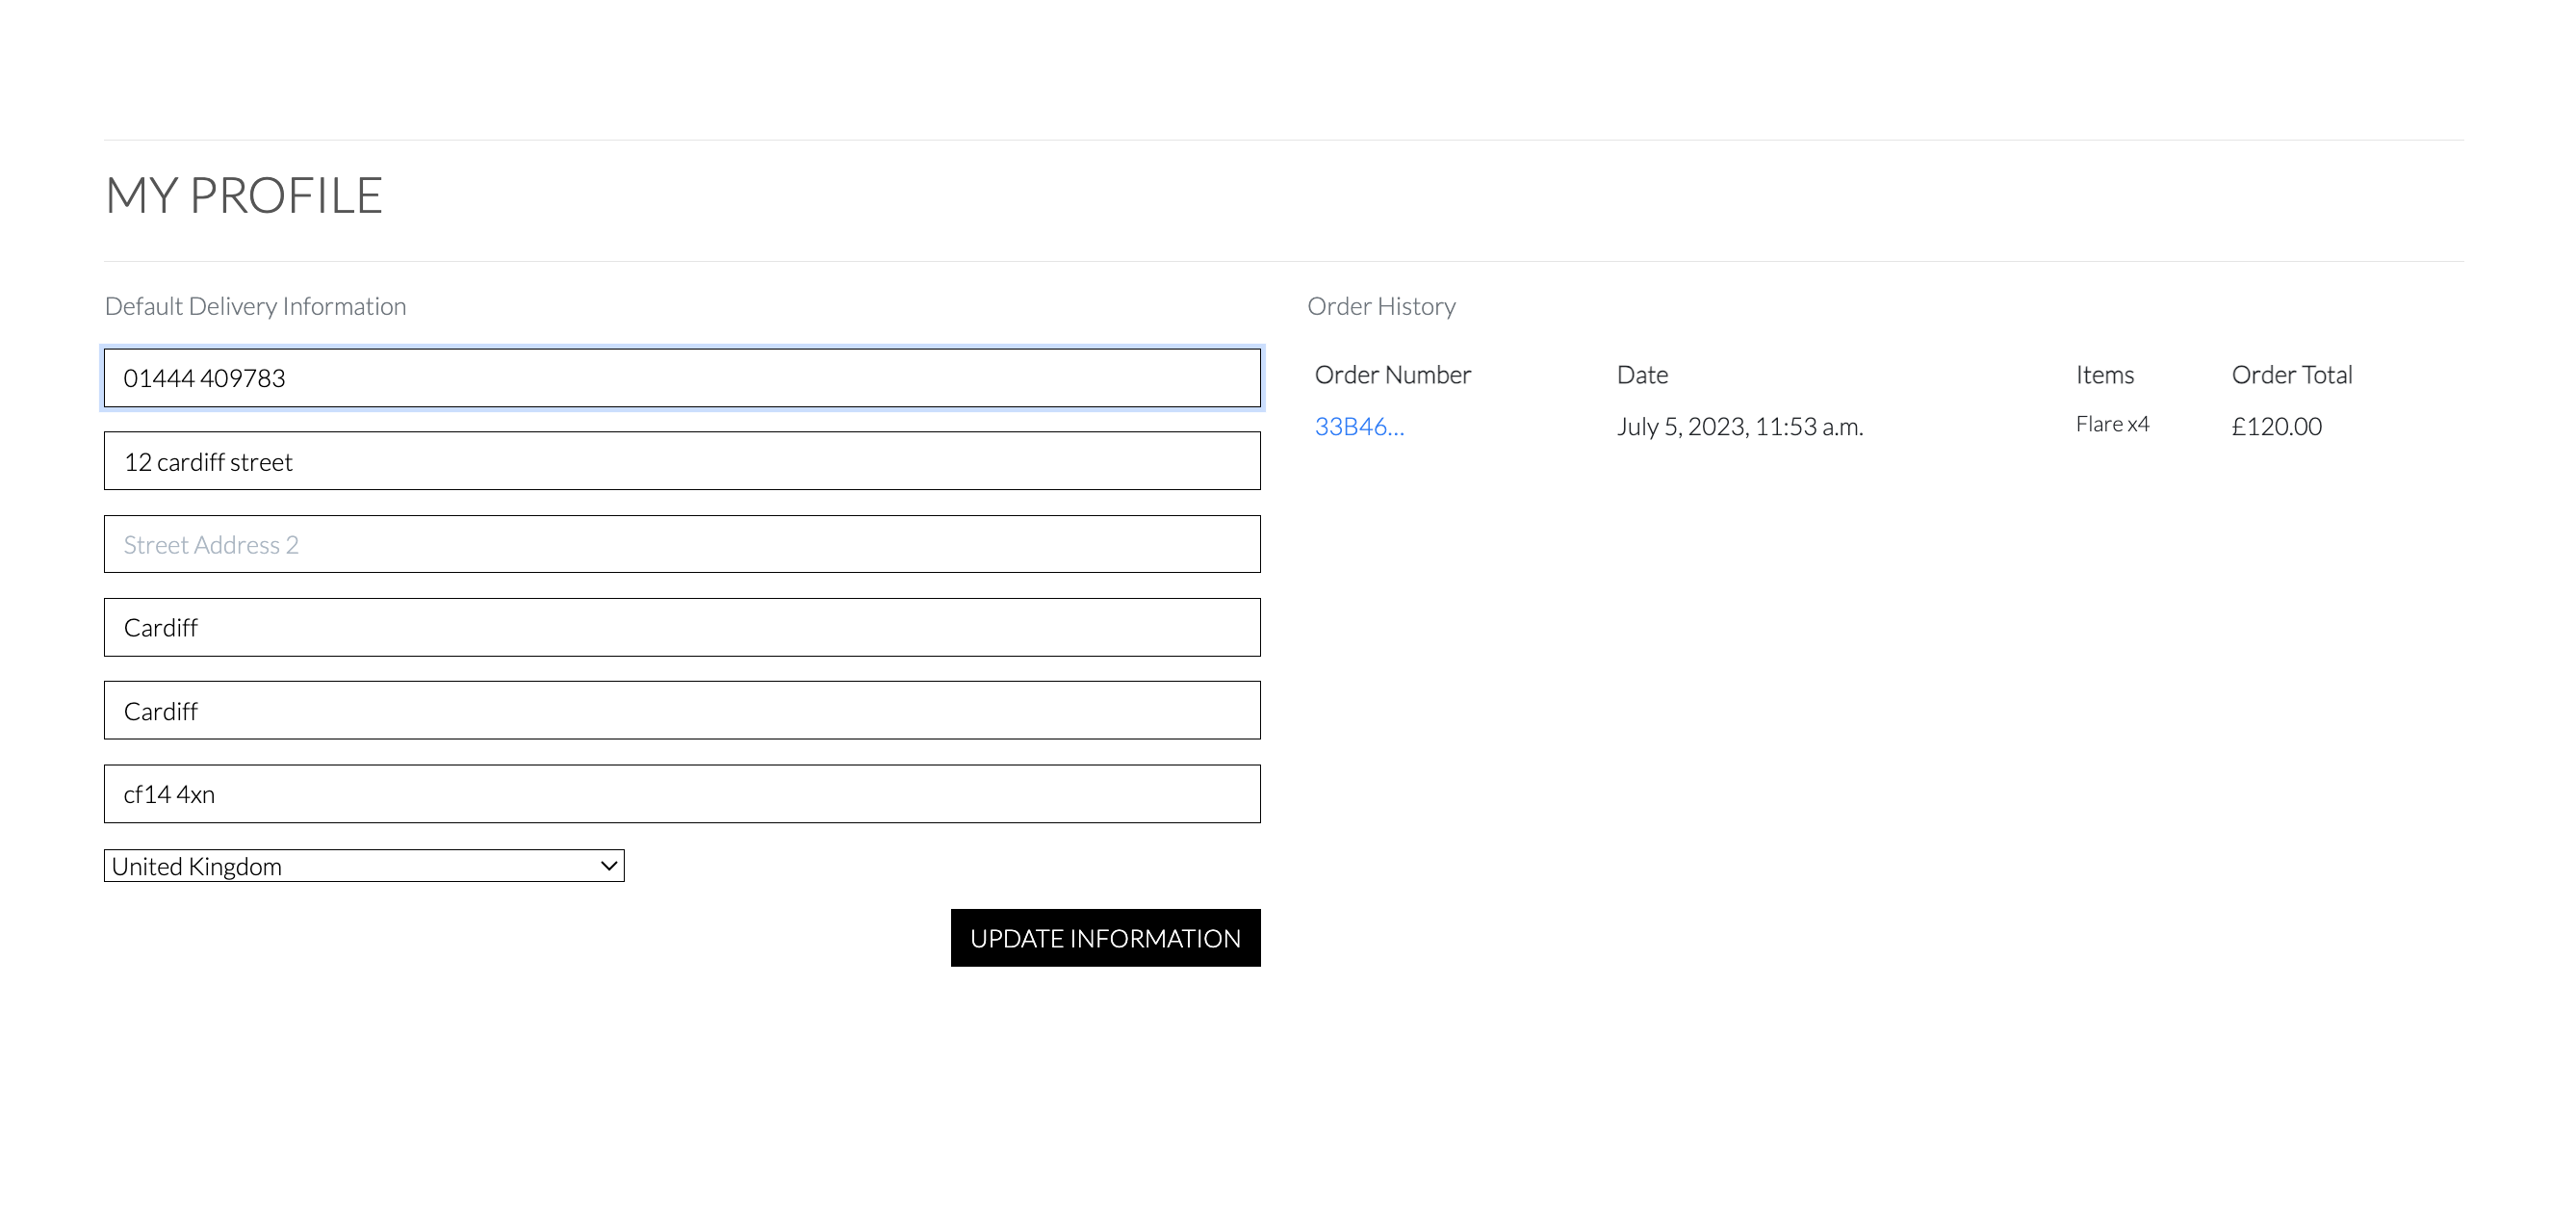 MY PROFILE
Default Delivery Information
01444 409783
12 cardiff street
Street Address 2
Cardiff
Cardiff
cf14 4xn
United Kingdom
UPDATE INFORMATION
Order History
Order Number Date Items Order Total
33B46... July 5, 2023, 11:53 a.m. Flare x4 £120.00